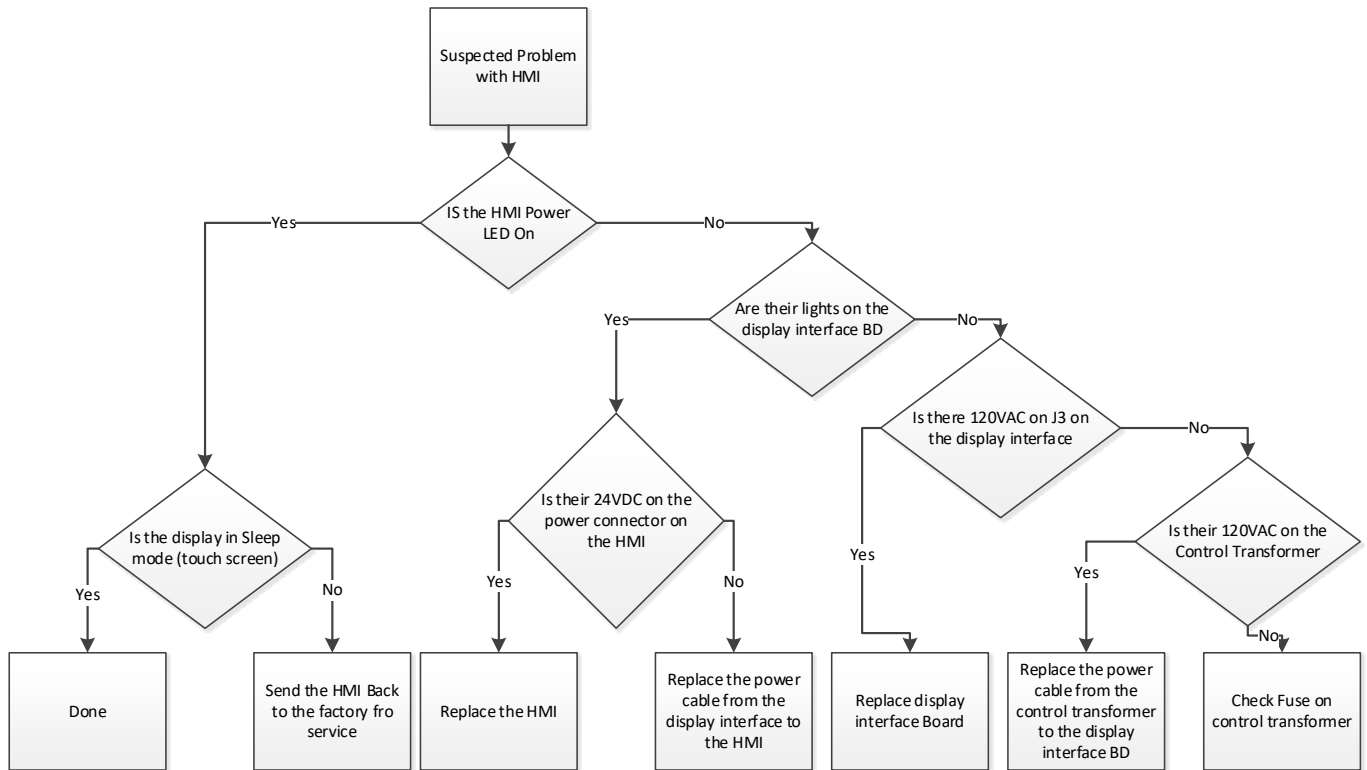 Suspected Problem
with HMI
IS the HMI Power
LED On
Yes
No
Are their lights on the
display interface BD
Yes
No
Is there 120VAC on J3 on
the display interface
No
Is their 24VDC on the
power connector on
the HMI
Is their 120VAC on the
Control Transformer
Is the display in Sleep
mode (touch screen)
Yes
Yes
No
Yes
No
Yes
No
Done
Send the HMI Back
to the factory fro
service
Replace the HMI
Replace the power
cable from the
display interface to
the HMI
Replace display
interface Board
Replace the power
cable from the
control transformer
to the display
interface BD
Check Fuse on
control transformer